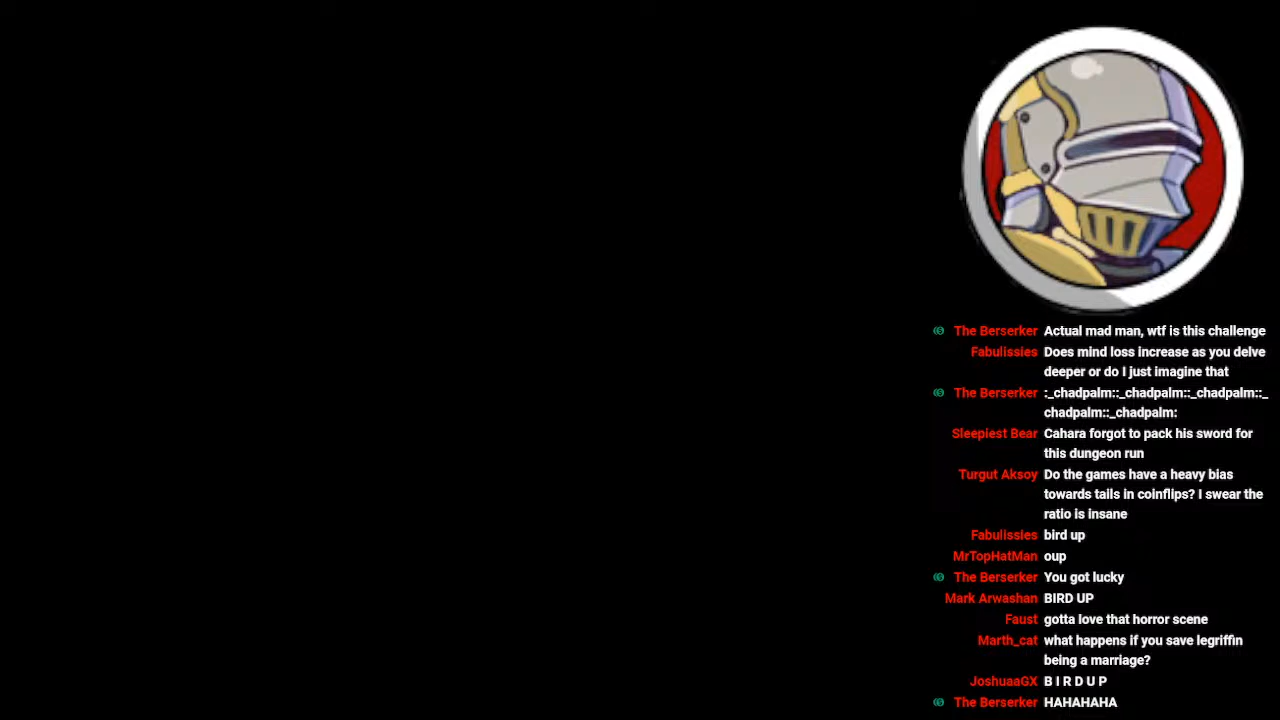 The Berserker Actual mad man, wtf is this challenge
Fabulissies Does mind loss increase as you delve
deeper or do I just imagine that
The Berserker :_chadpalm::_chadpalm::_chadpalm::_
chadpalm::_chadpalm:
Sleepiest Bear Cahara forgot to pack his sword for
this dungeon run
Turgut Aksoy Do the games have a heavy bias
towards tails in coinflips? I swear the
ratio is insane
Fabulissies bird up
MrTopHatMan oup
The Berserker You got lucky
Mark Arwashan BIRD UP
Faust gotta love that horror scene
Marth_cat what happens if you save legriffin
being a marriage?
JoshuaaGX B I R D U P
The Berserker HAHAHAHA